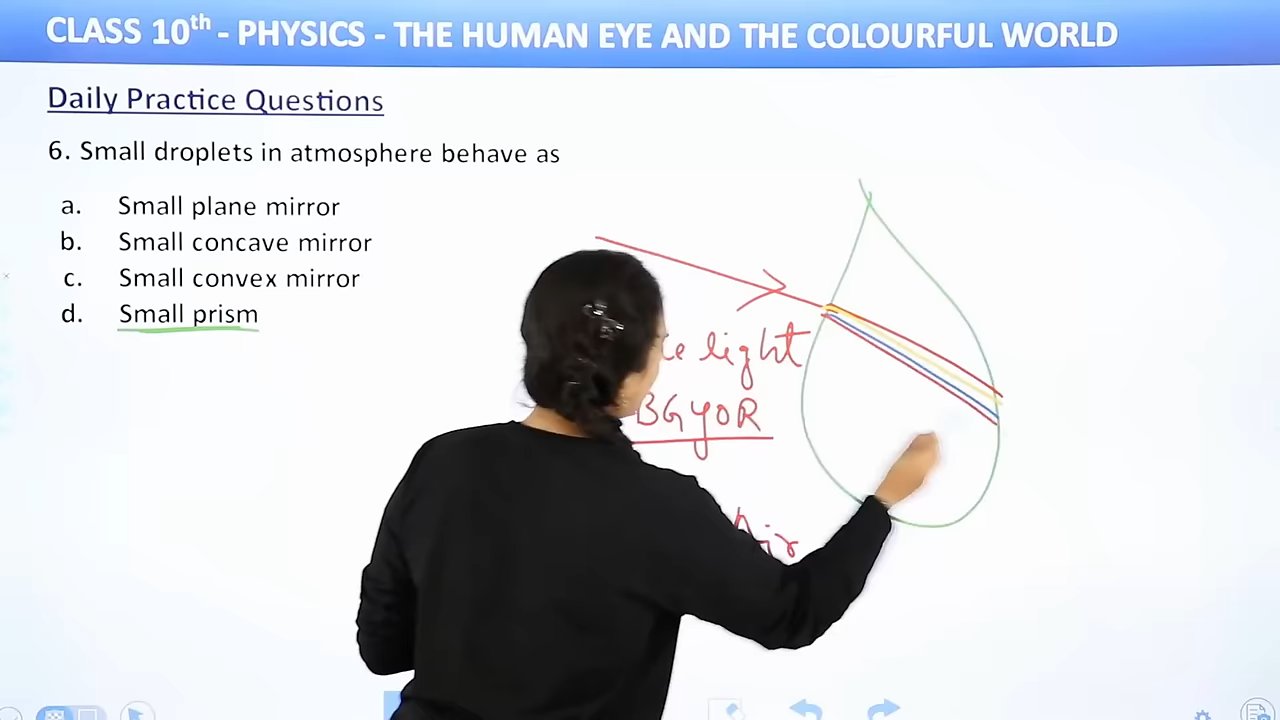 CLASS 10th - PHYSICS - THE HUMAN EYE AND THE COLOURFUL WORLD
Daily Practice Questions
6. Small droplets in atmosphere behave as
a. Small plane mirror
b. Small concave mirror
c. Small convex mirror
d. Small prism
light
BGYOR
Air